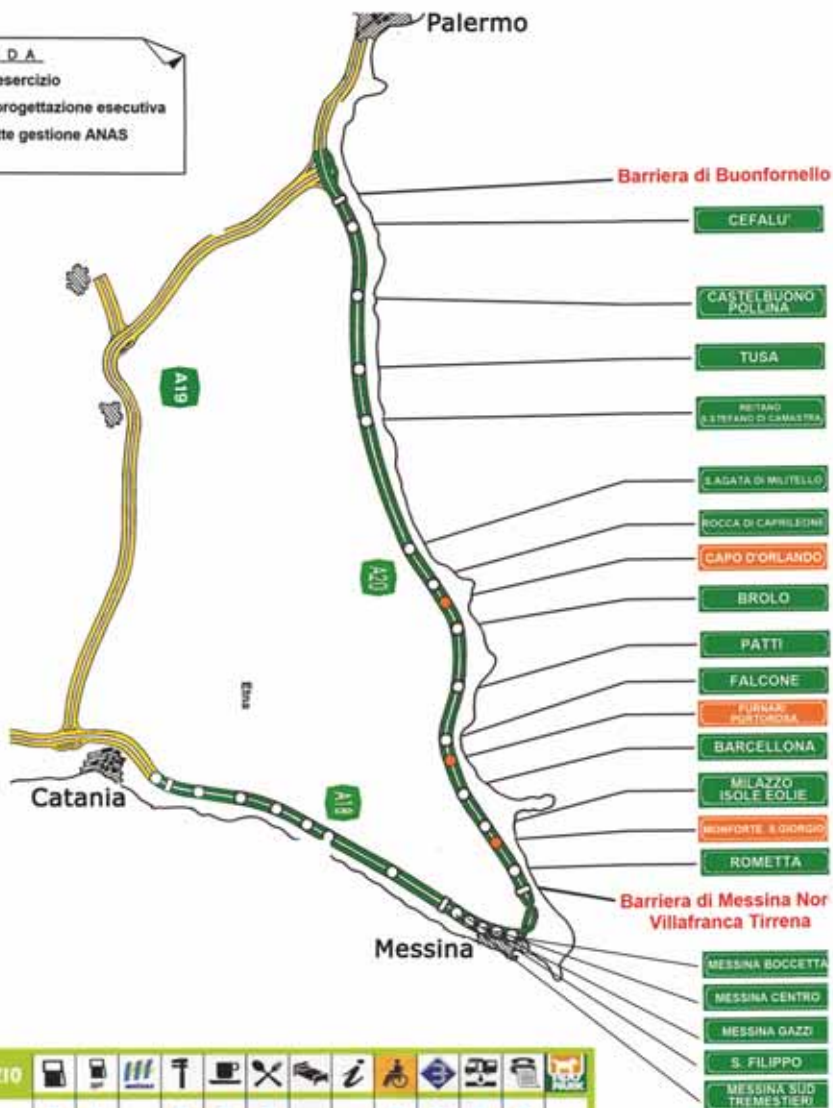 Palermo
D A
esercizio
progettazione esecutiva
tte gestione ANAS
Barriera di Buonfornello
CEFALU'
CASTELBUONO
POLLINA
TUSA
REITANO
S.STEFANO DI CAMASTRA
A19
S.AGATA DI MILITELLO
ROCCA DI CAPRILEONE
CAPO D'ORLANDO
A20
BROLO
PATTI
FALCONE
Etna
FURNARI
PORTOROSA
BARCELLONA
Catania
MILAZZO
ISOLE EOLIE
A18
MONFORTE S.GIORGIO
ROMETTA
Barriera di Messina Nor
Villafranca Tirrena
Messina
MESSINA BOCCETTA
MESSINA CENTRO
MESSINA GAZZI
S. FILIPPO
MESSINA SUD
TREMESTIERI
ZIO